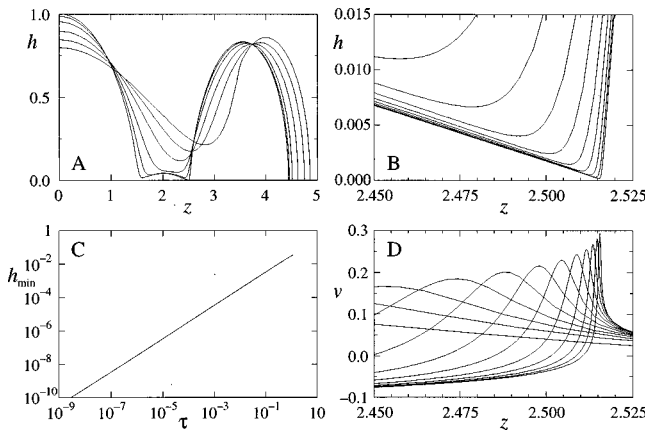 1.0
h
0.5
0.0
A
0 1 2 3 4 5
z
0.015
h
0.010
0.005
0.000
B
2.450 2.475 2.500 2.525
z
1
10⁻²
h_min
10⁻⁴
10⁻⁶
10⁻⁸
10⁻¹⁰
C
10⁻⁹ 10⁻⁷ 10⁻⁵ 10⁻³ 10⁻¹ 10
τ
0.3
0.2
v
0.1
0.0
−0.1
D
2.450 2.475 2.500 2.525
z